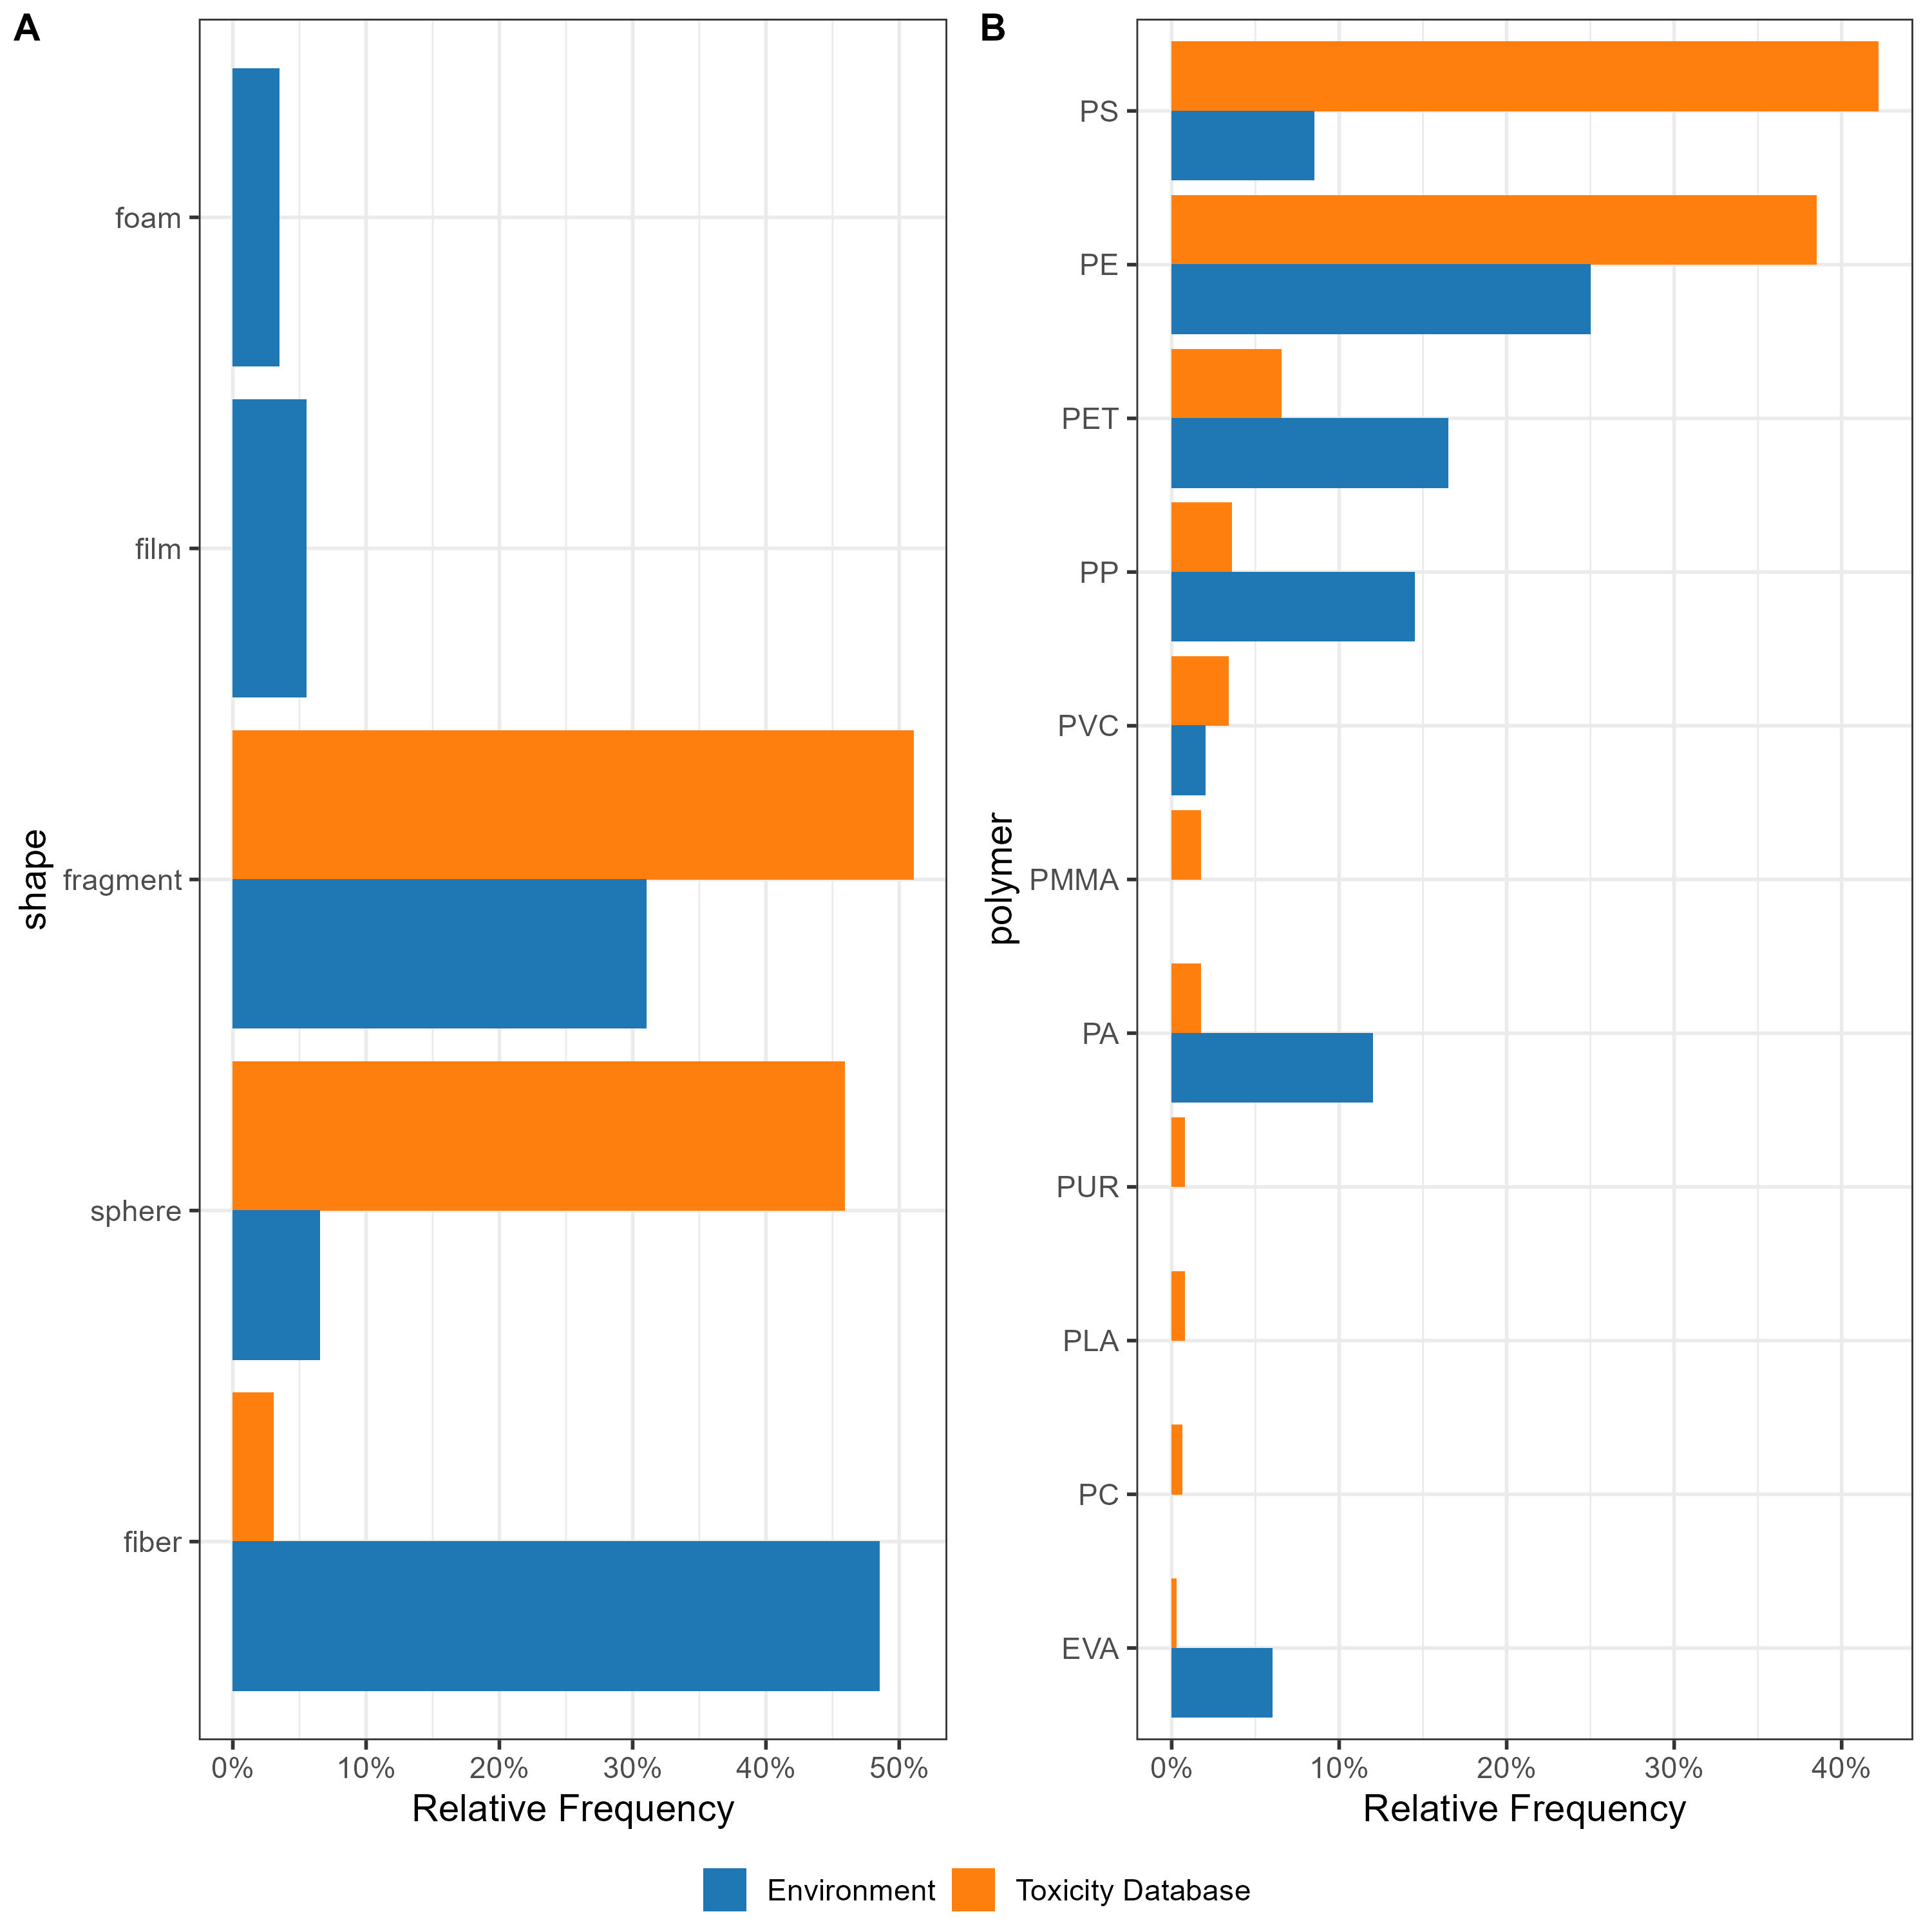 A
shape
foam
film
fragment
sphere
fiber
0% 10% 20% 30% 40% 50%
Relative Frequency
B
polymer
PS
PE
PET
PP
PVC
PMMA
PA
PUR
PLA
PC
EVA
0% 10% 20% 30% 40%
Relative Frequency
Environment Toxicity Database